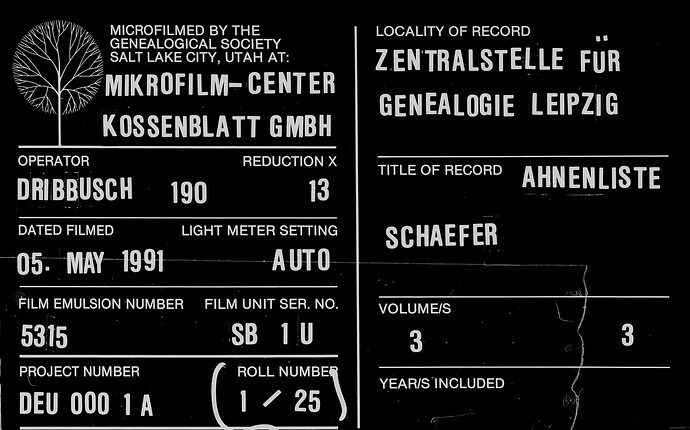 MICROFILMED BY THE
GENEALOGICAL SOCIETY
SALT LAKE CITY, UTAH AT:
MIKROFILM-CENTER
KOSSENBLATT GMBH
OPERATOR REDUCTION X
DRIBBUSCH 190 13
DATED FILMED LIGHT METER SETTING
05. MAY 1991 AUTO
FILM EMULSION NUMBER FILM UNIT SER. NO.
5315 SB 1 U
PROJECT NUMBER ROLL NUMBER
DEU 000 1 A 1 / 25
LOCALITY OF RECORD
ZENTRALSTELLE FÜR
GENEALOGIE LEIPZIG
TITLE OF RECORD AHNENLISTE
SCHAEFER
VOLUME/S
3 3
YEAR/S INCLUDED